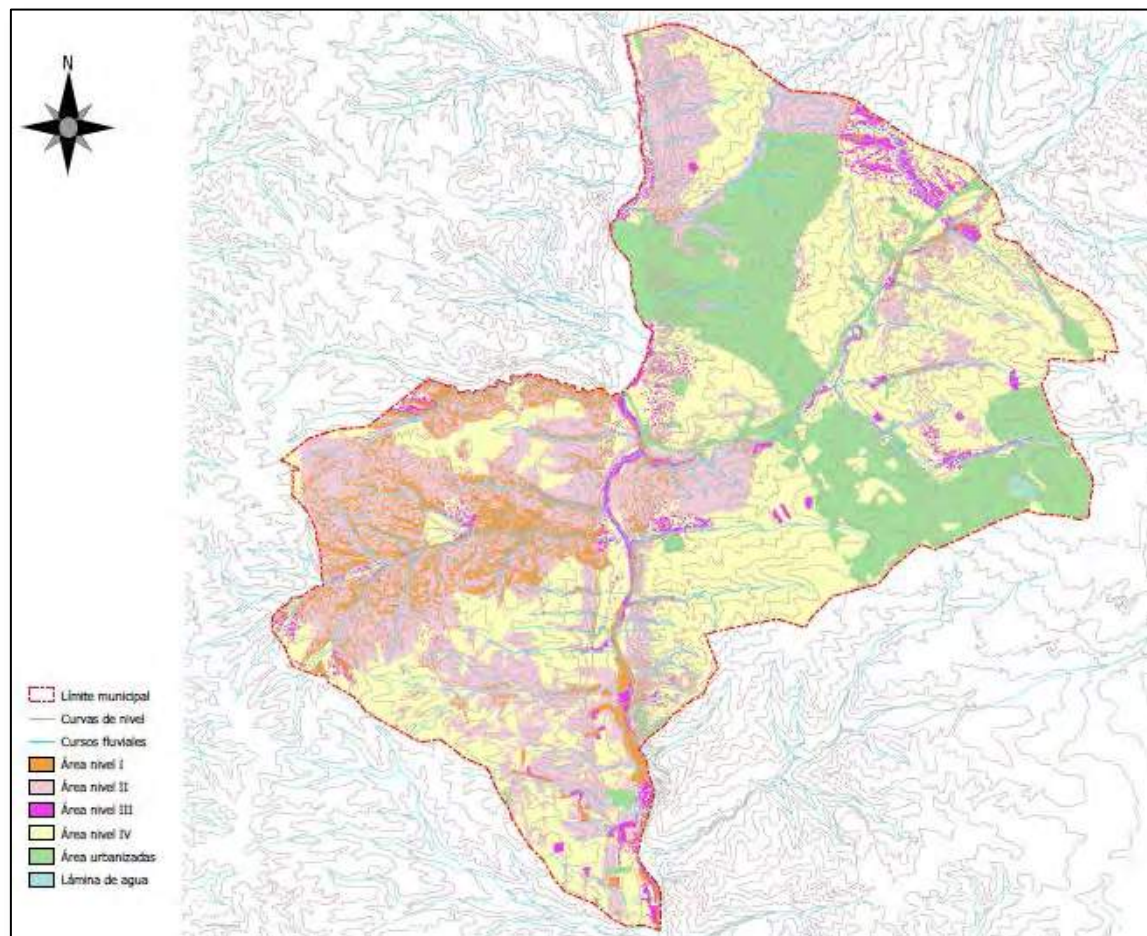 N
Límite municipal
Curvas de nivel
Cursos fluviales
Área nivel I
Área nivel II
Área nivel III
Área nivel IV
Área urbanizadas
Lámina de agua